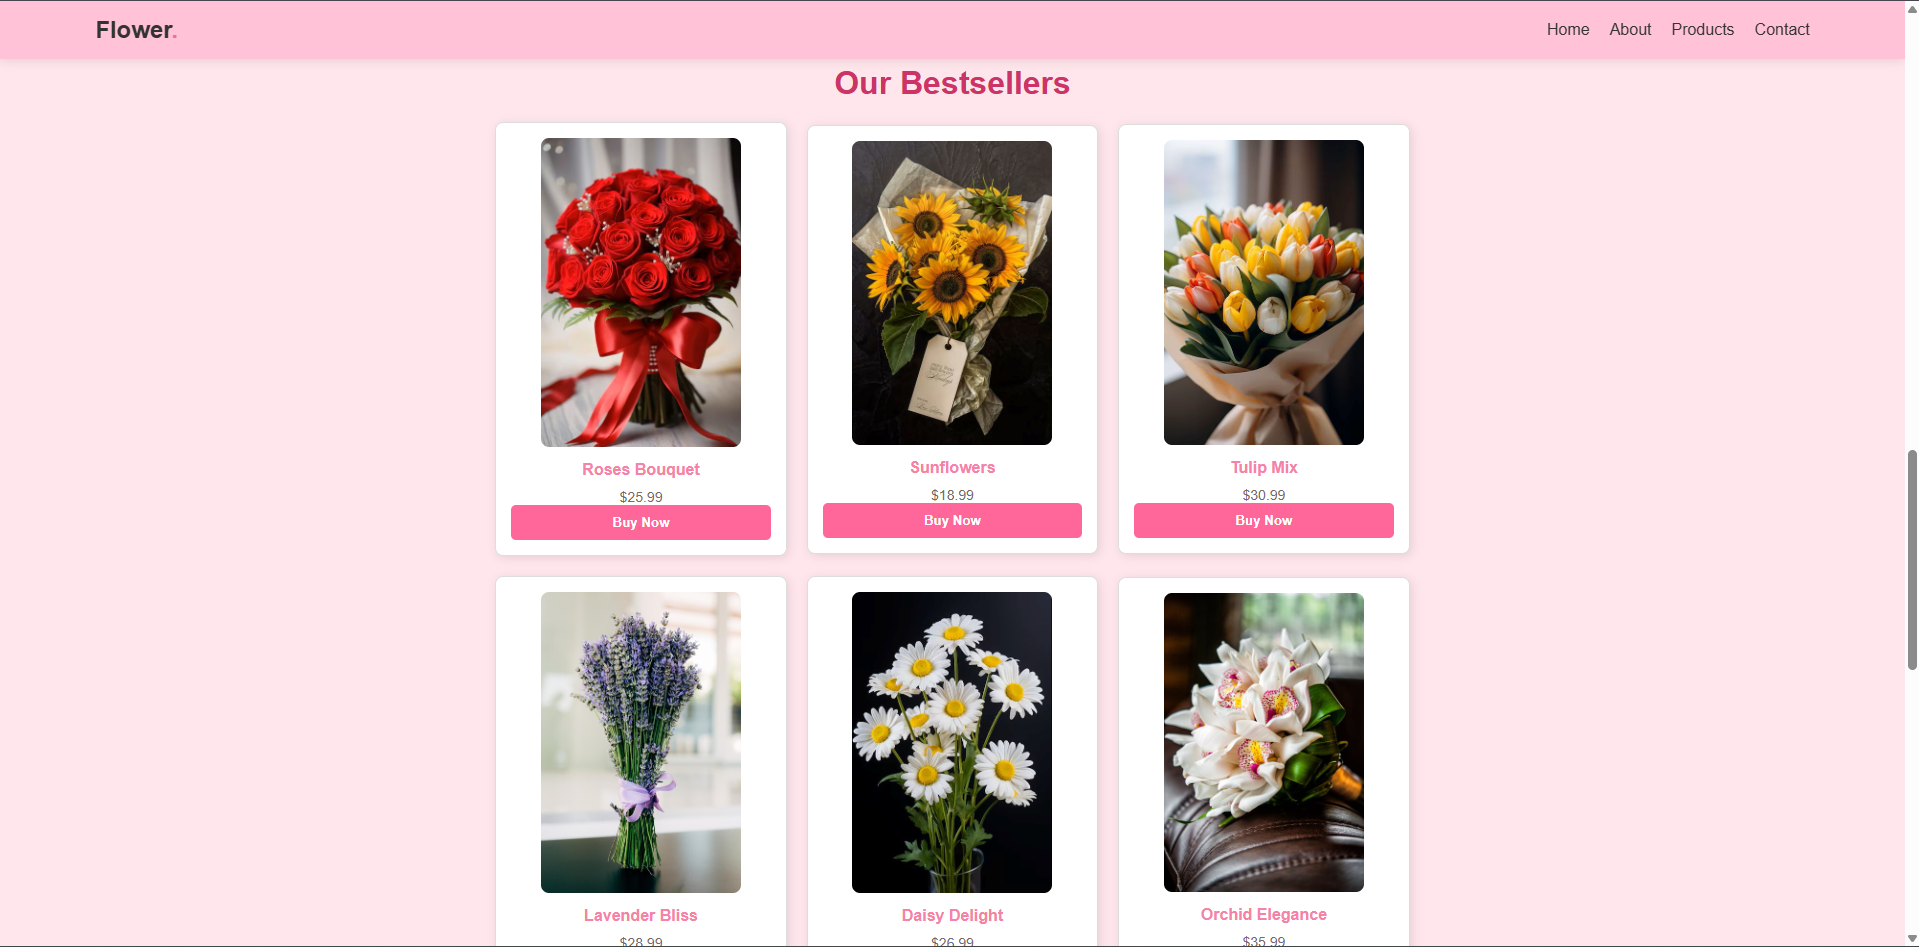 Flower.
Home About Products Contact
Our Bestsellers
Roses Bouquet
$25.99
Buy Now
Sunflowers
$18.99
Buy Now
Tulip Mix
$30.99
Buy Now
Lavender Bliss
$28.99
Daisy Delight
$26.99
Orchid Elegance
$35.99